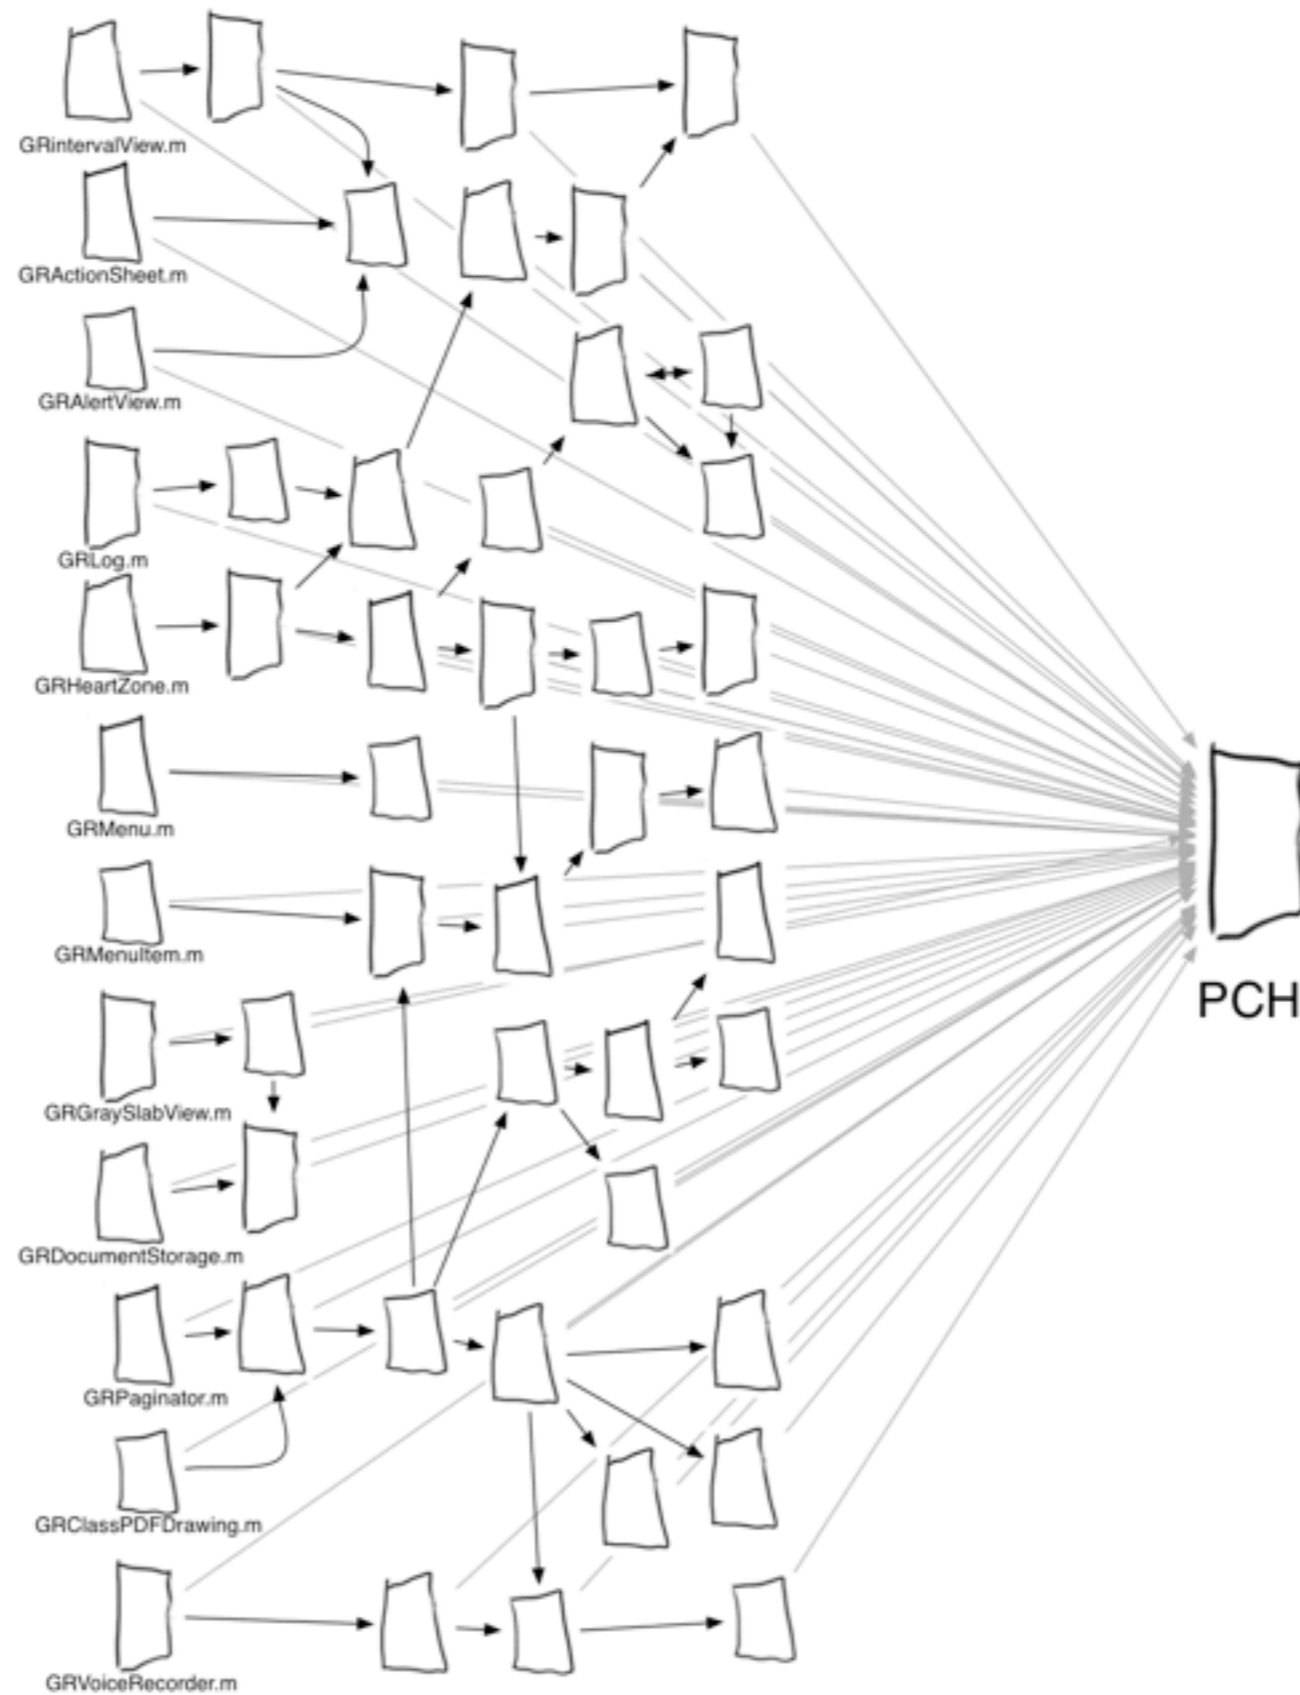 GRintervalView.m
GRActionSheet.m
GRAlertView.m
GRLog.m
GRHeartZone.m
GRMenu.m
GRMenuItem.m
PCH
GRGraySlabView.m
GRDocumentStorage.m
GRPaginator.m
GRClassPDFDrawing.m
GRVoiceRecorder.m